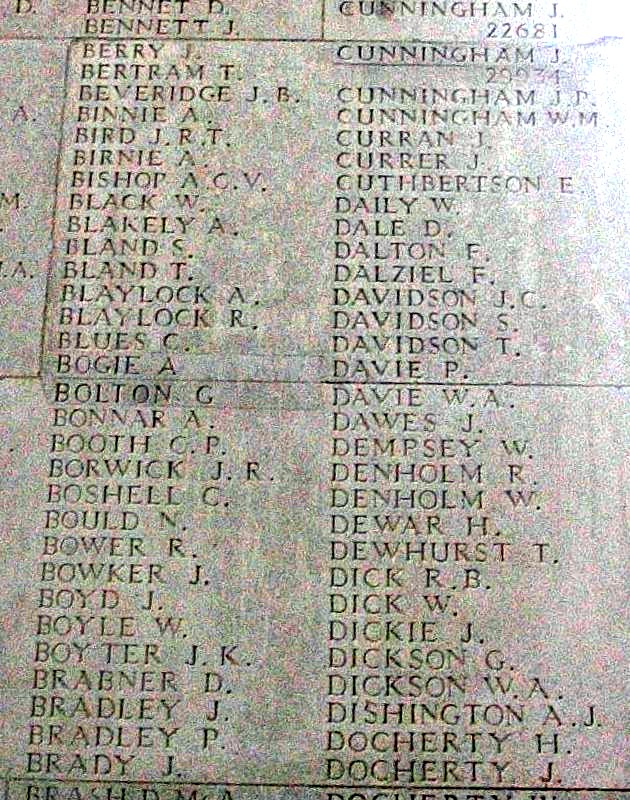 D.
A.
M.
.A.
BENNET D.
BENNETT J.
BERRY J.
BERTRAM T.
BEVERIDGE J.B.
BINNIE A.
BIRD J.R.T.
BIRNIE A.
BISHOP A.C.V.
BLACK W.
BLAKELY A.
BLAND S.
BLAND T.
BLAYLOCK A.
BLAYLOCK R.
BLUES C.
BOGIE A
BOLTON G
BONNAR A.
BOOTH C.P.
BORWICK J.R.
BOSHELL C.
BOULD N.
BOWER R.
BOWKER J.
BOYD J.
BOYLE W.
BOYTER J.K.
BRABNER D.
BRADLEY J.
BRADLEY P.
BRADY J.
BRASH D.McA.
CUNNINGHAM J.
22681
CUNNINGHAM J.
CUNNINGHAM J.P.
CUNNINGHAM W.M.
CURRAN J.
CURRER J.
CUTHBERTSON E.
DAILY W.
DALE D.
DALTON F.
DALZIEL F.
DAVIDSON J.C.
DAVIDSON S.
DAVIDSON T.
DAVIE P.
DAVIE W.A.
DAWES J.
DEMPSEY W.
DENHOLM R.
DENHOLM W.
DEWAR H.
DEWHURST T.
DICK R.B.
DICK W.
DICKIE J.
DICKSON G.
DICKSON W.A.
DISHINGTON A.J.
DOCHERTY H.
DOCHERTY J.